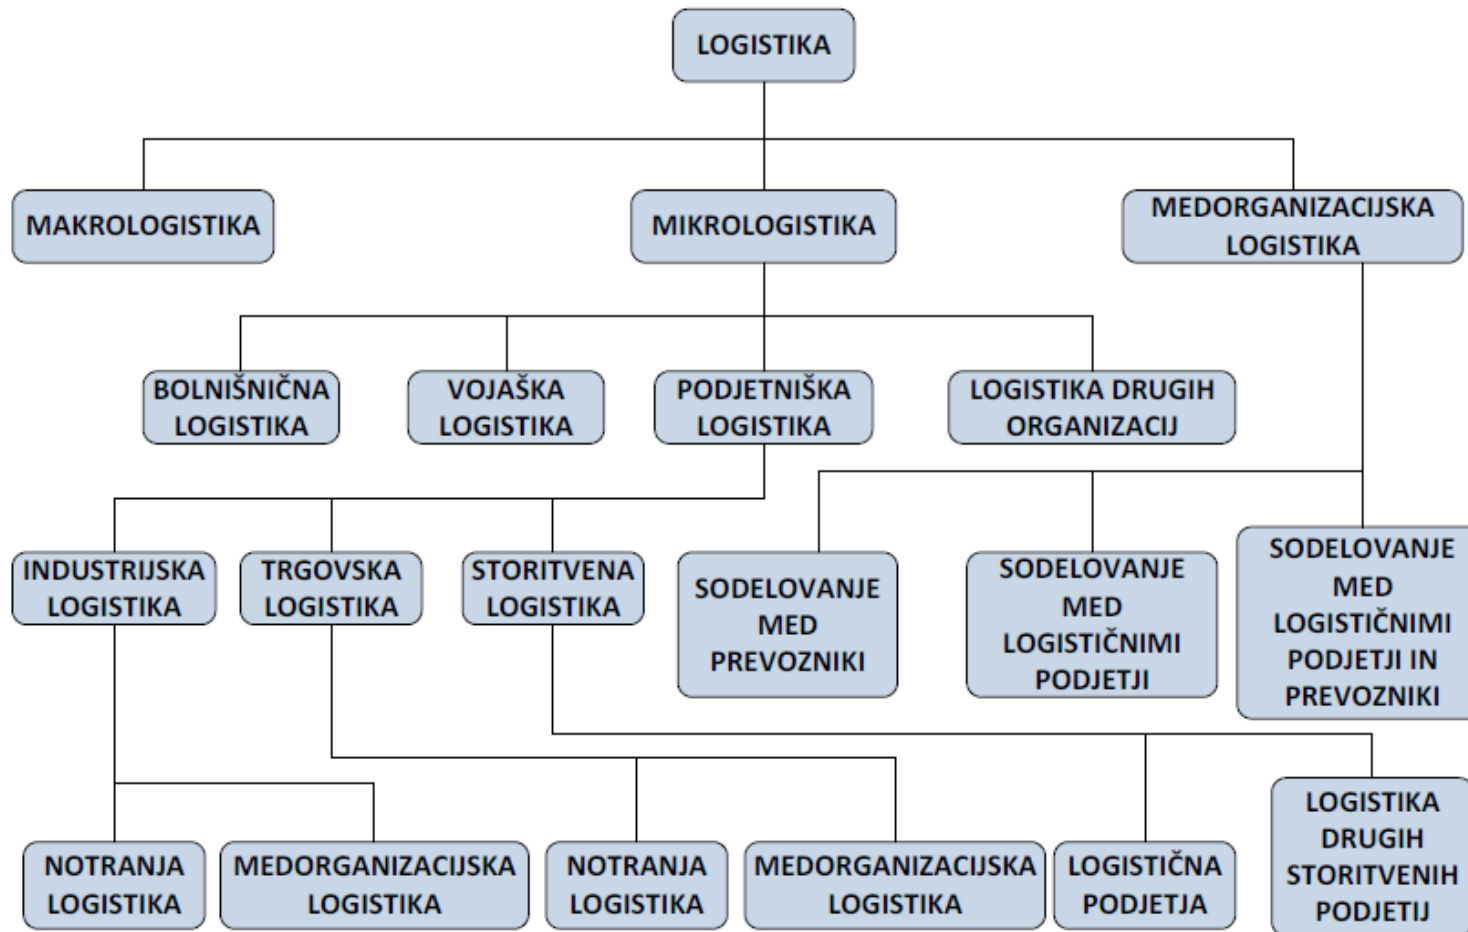 LOGISTIKA
MAKROLOGISTIKA
MIKROLOGISTIKA
MEDORGANIZACIJSKA
LOGISTIKA
BOLNIŠNIČNA
LOGISTIKA
VOJAŠKA
LOGISTIKA
PODJETNIŠKA
LOGISTIKA
LOGISTIKA DRUGIH
ORGANIZACIJ
INDUSTRIJSKA
LOGISTIKA
TRGOVSKA
LOGISTIKA
STORITVENA
LOGISTIKA
SODELOVANJE
MED
PREVOZNIKI
SODELOVANJE
MED
LOGISTIČNIMI
PODJETJI
SODELOVANJE
MED
LOGISTIČNIMI
PODJETJI IN
PREVOZNIKI
NOTRANJA
LOGISTIKA
MEDORGANIZACIJSKA
LOGISTIKA
NOTRANJA
LOGISTIKA
MEDORGANIZACIJSKA
LOGISTIKA
LOGISTIČNA
PODJETJA
LOGISTIKA
DRUGIH
STORITVENIH
PODJETIJ